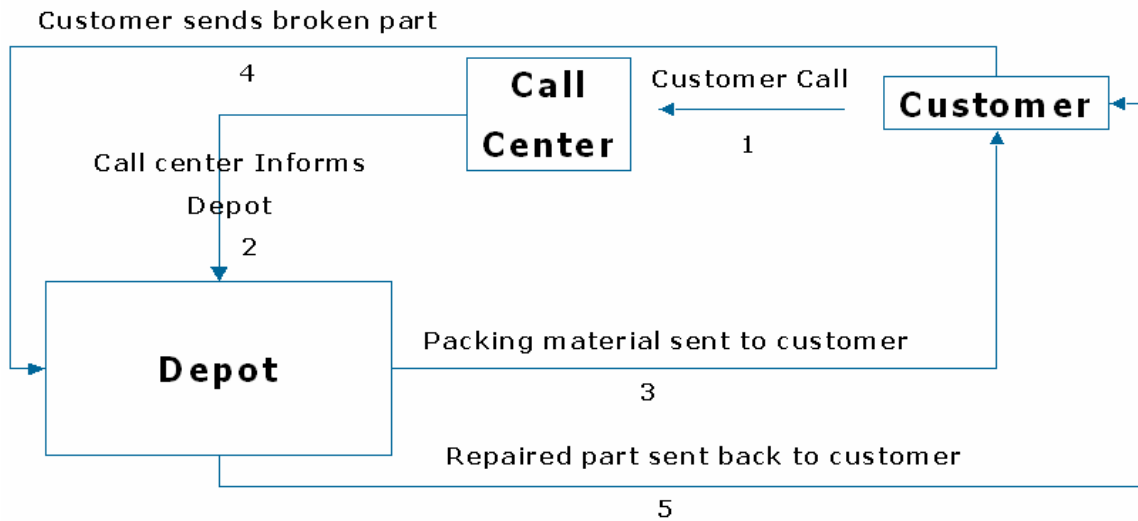 Customer sends broken part
4
Call
Center
Customer Call
1
Customer
Call center Informs
Depot
2
Depot
Packing material sent to customer
3
Repaired part sent back to customer
5